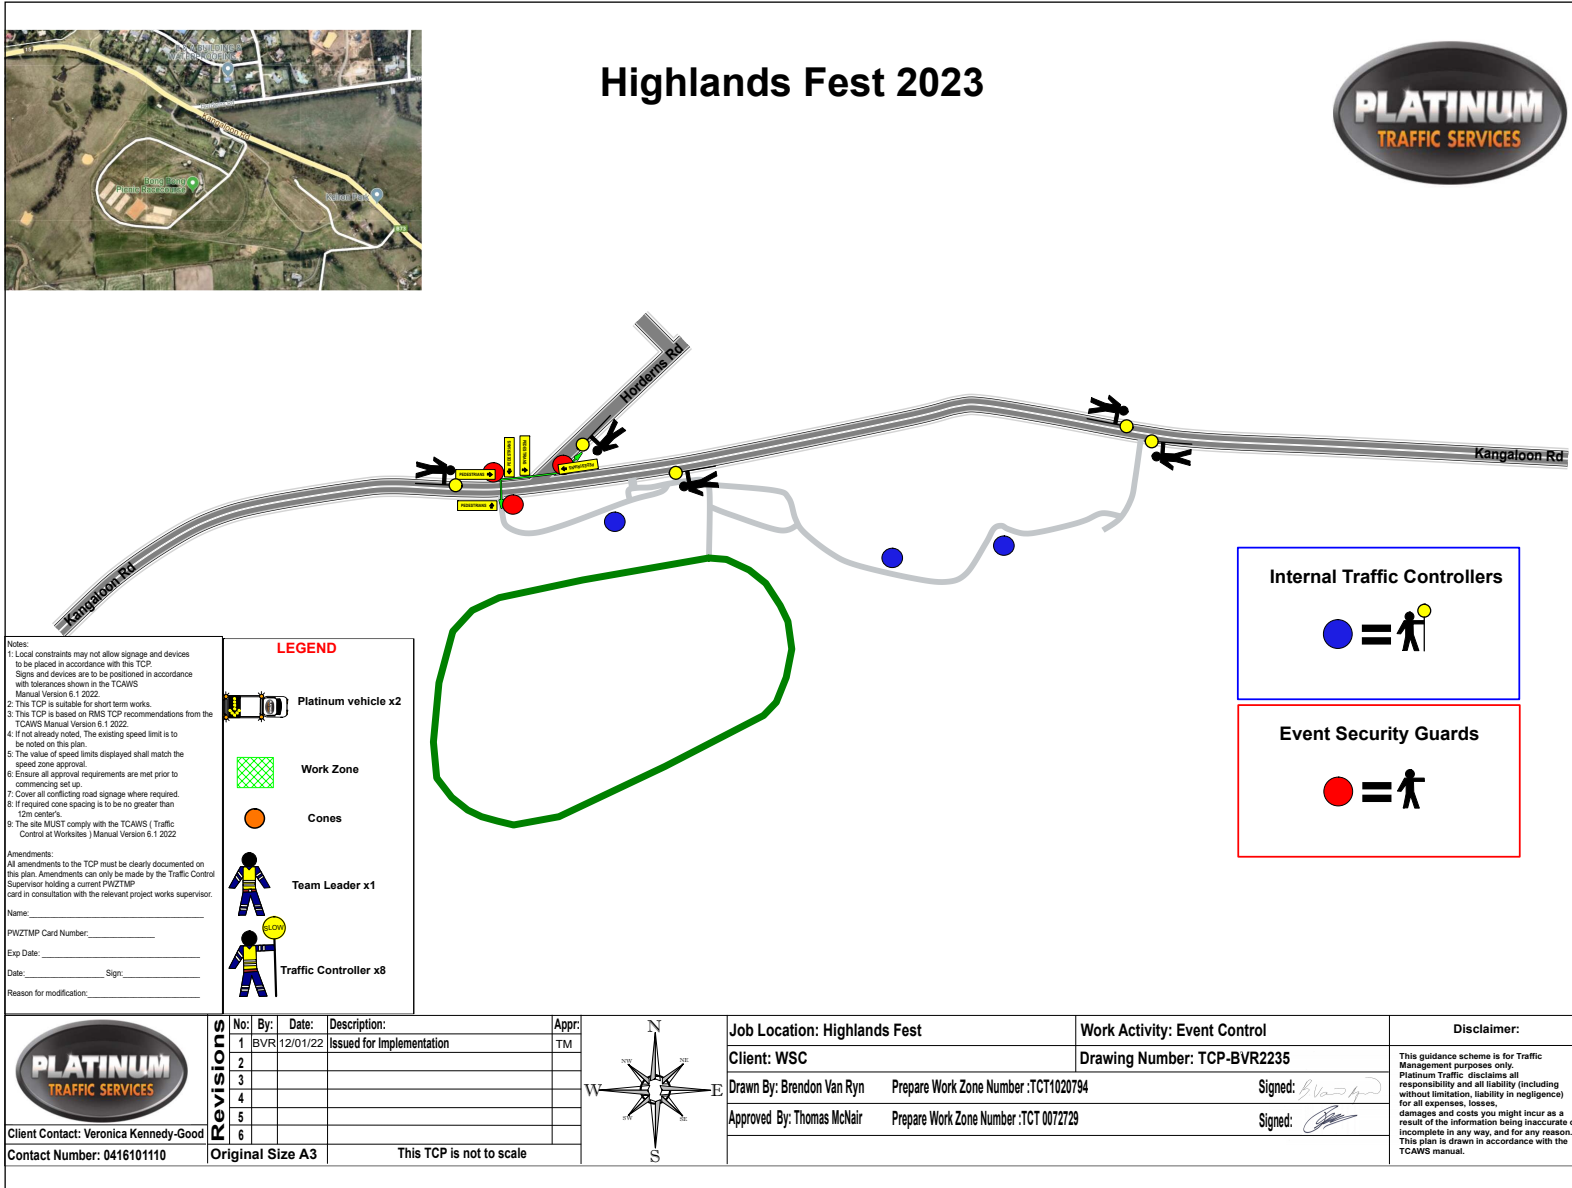 Highlands Fest 2023
PLATINUM
TRAFFIC SERVICES
Kangaloon Rd
Bong Bong
Picnic Racecourse
Horderns Rd
Kangaloon Rd
Kangaloon Rd
PEDESTRIANS
PEDESTRIANS
PEDESTRIANS
PEDESTRIANS
PEDESTRIANS
Internal Traffic Controllers
=
Event Security Guards
=
Notes:
1: Local constraints may not allow signage and devices
to be placed in accordance with this TCP.
Signs and devices are to be positioned in accordance
with tolerances shown in the TCAWS
Manual Version 6.1 2022.
2: This TCP is suitable for short term works.
3: This TCP is based on RMS TCP recommendations from the
TCAWS Manual Version 6.1 2022.
4: If not already noted, The existing speed limit is to
be noted on this plan.
5: The value of speed limits displayed shall match the
speed zone approval.
6: Ensure all approval requirements are met prior to
commencing set up.
7: Cover all conflicting road signage where required.
8: If required cone spacing is to be no greater than
12m center's.
9: The site MUST comply with the TCAWS ( Traffic
Control at Worksites ) Manual Version 6.1 2022
Amendments:
All amendments to the TCP must be clearly documented on
this plan. Amendments can only be made by the Traffic Control
Supervisor holding a current PWZTMP
card in consultation with the relevant project works supervisor.
Name:
PWZTMP Card Number:
Exp Date:
Date: Sign:
Reason for modification:
LEGEND
Platinum vehicle x2
Work Zone
Cones
Team Leader x1
SLOW
Traffic Controller x8
PLATINUM
TRAFFIC SERVICES
Client Contact: Veronica Kennedy-Good
Contact Number: 0416101110
Revisions
No: By: Date: Description: Appr:
1 BVR 12/01/22 Issued for Implementation TM
2
3
4
5
6
Original Size A3 This TCP is not to scale
N
NW NE
W E
SW SE
S
Job Location: Highlands Fest Work Activity: Event Control
Client: WSC Drawing Number: TCP-BVR2235
Drawn By: Brendon Van Ryn Prepare Work Zone Number :TCT1020794 Signed:
Approved By: Thomas McNair Prepare Work Zone Number :TCT 0072729 Signed:
Disclaimer:
This guidance scheme is for Traffic
Management purposes only.
Platinum Traffic disclaims all
responsibility and all liability (including
without limitation, liability in negligence)
for all expenses, losses,
damages and costs you might incur as a
result of the information being inaccurate o
incomplete in any way, and for any reason.
This plan is drawn in accordance with the
TCAWS manual.